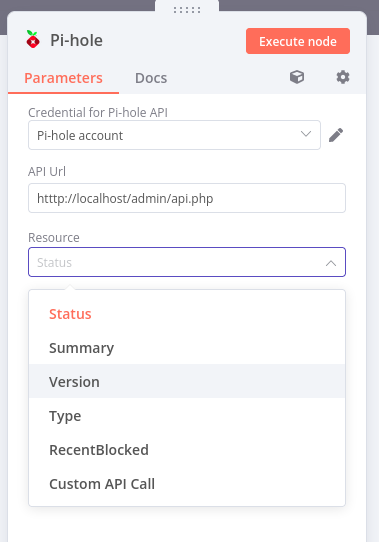 Pi-hole
Execute node
Parameters
Docs
Credential for Pi-hole API
Pi-hole account
API Url
htttp://localhost/admin/api.php
Resource
Status
Status
Summary
Version
Type
RecentBlocked
Custom API Call